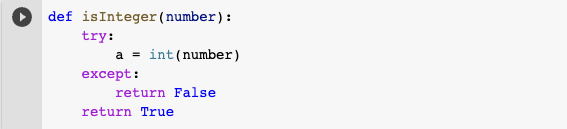 def isInteger(number):
    try:
        a = int(number)
    except:
        return False
    return True